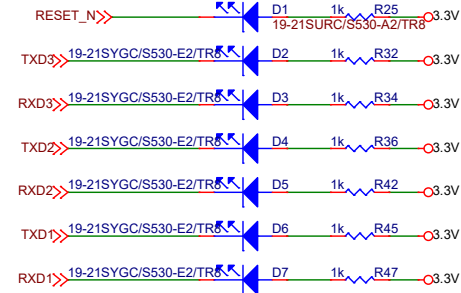 RESET_N D1 1k R25 3.3V
19-21SURC/S530-A2/TR8
TXD3 19-21SYGC/S530-E2/TR8 D2 1k R32 3.3V
RXD3 19-21SYGC/S530-E2/TR8 D3 1k R34 3.3V
TXD2 19-21SYGC/S530-E2/TR8 D4 1k R36 3.3V
RXD2 19-21SYGC/S530-E2/TR8 D5 1k R42 3.3V
TXD1 19-21SYGC/S530-E2/TR8 D6 1k R45 3.3V
RXD1 19-21SYGC/S530-E2/TR8 D7 1k R47 3.3V